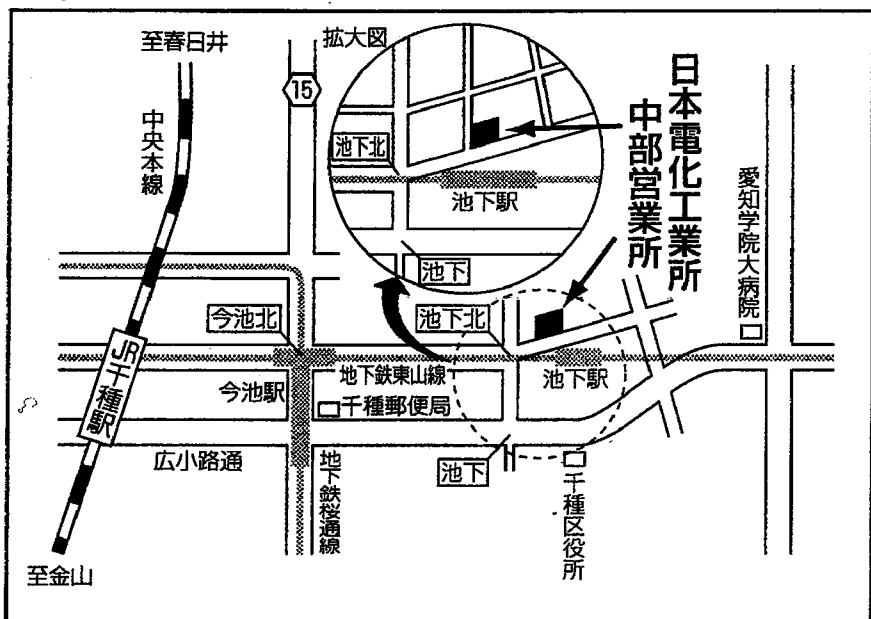 至春日井
拡大図
15
中央本線
池下北
池下駅
池下
日本電化工業所
中部営業所
愛知学院大病院
今池北
池下北
JR千種駅
今池駅
地下鉄東山線
池下駅
千種郵便局
広小路通
地下鉄桜通線
池下
千種区役所
至金山